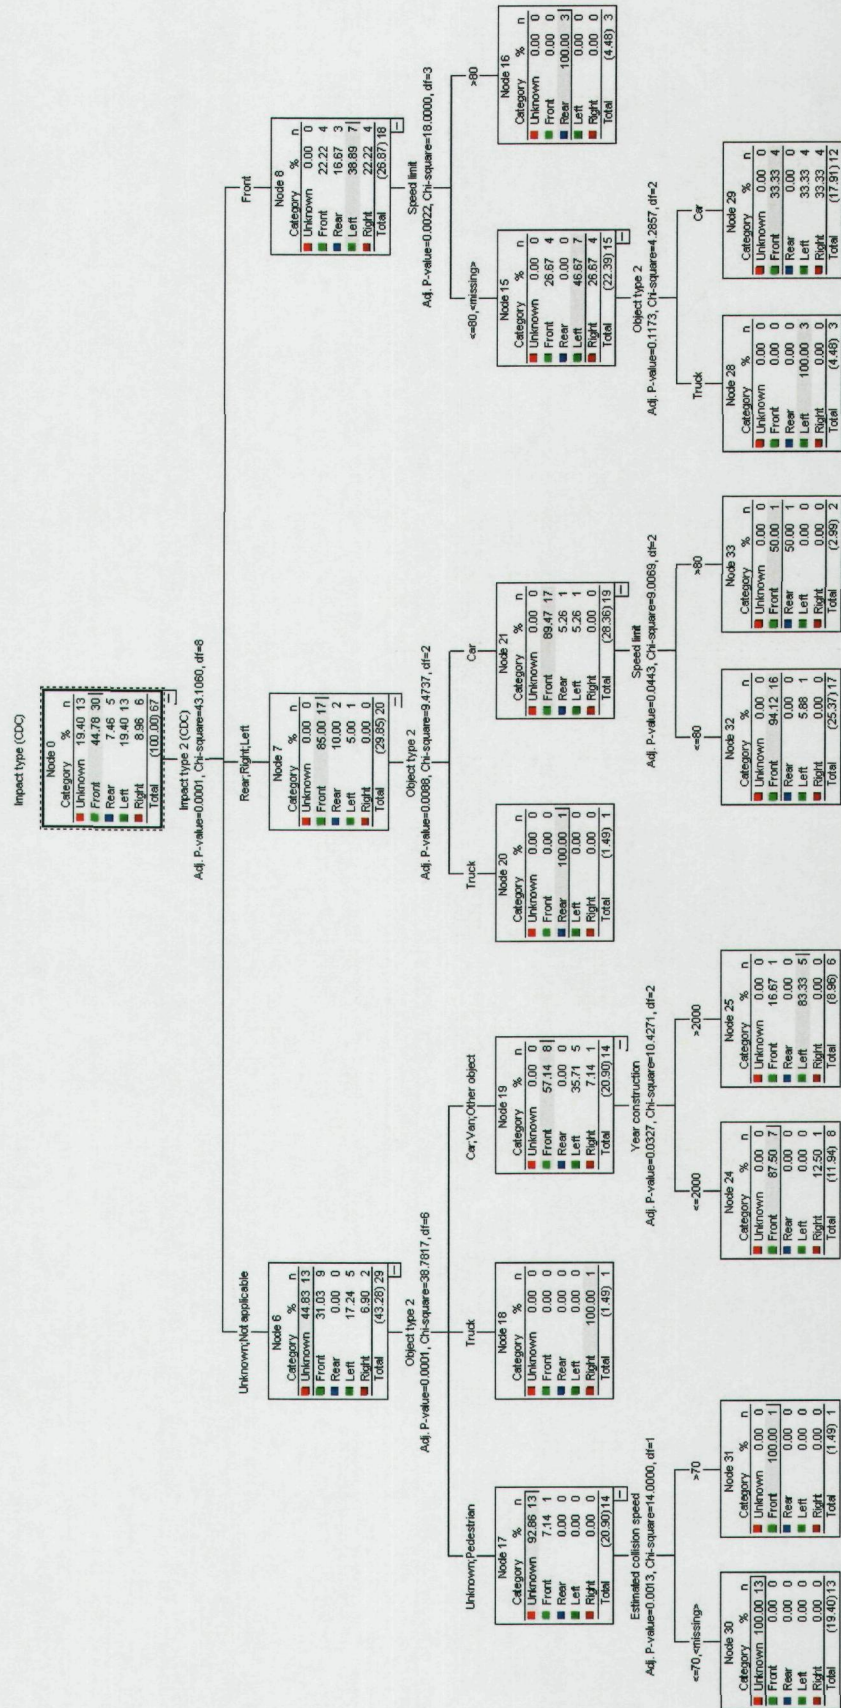 Impact type (CDC)
Node 0
Category % n
Unknown 19.40 13
Front 44.78 30
Rear 7.46 5
Left 19.40 13
Right 8.96 6
Total (100.00) 67
Impact type 2 (CDC)
Adj. P-value=0.0001, Chi-square=43.1060, df=8
Unknown;Not applicable
Rear;Right;Left
Front
Node 6
Category % n
Unknown 44.83 13
Front 31.03 9
Rear 0.00 0
Left 17.24 5
Right 6.90 2
Total (43.28) 29
Node 7
Category % n
Unknown 0.00 0
Front 85.00 17
Rear 10.00 2
Left 5.00 1
Right 0.00 0
Total (29.85) 20
Node 8
Category % n
Unknown 0.00 0
Front 22.22 4
Rear 16.67 3
Left 38.89 7
Right 22.22 4
Total (26.87) 18
Object type 2
Adj. P-value=0.0001, Chi-square=38.7817, df=6
Object type 2
Adj. P-value=0.0088, Chi-square=9.4737, df=2
Speed limit
Adj. P-value=0.0022, Chi-square=18.0000, df=3
Unknown;Pedestrian
Truck
Car;Van;Other object
Truck
Car
<=80,<missing>
>80
Node 17
Category % n
Unknown 92.86 13
Front 7.14 1
Rear 0.00 0
Left 0.00 0
Right 0.00 0
Total (20.90) 14
Node 18
Category % n
Unknown 0.00 0
Front 0.00 0
Rear 0.00 0
Left 0.00 0
Right 100.00 1
Total (1.49) 1
Node 19
Category % n
Unknown 0.00 0
Front 57.14 8
Rear 0.00 0
Left 35.71 5
Right 7.14 1
Total (20.90) 14
Node 20
Category % n
Unknown 0.00 0
Front 0.00 0
Rear 100.00 1
Left 0.00 0
Right 0.00 0
Total (1.49) 1
Node 21
Category % n
Unknown 0.00 0
Front 89.47 17
Rear 5.26 1
Left 5.26 1
Right 0.00 0
Total (28.36) 19
Node 15
Category % n
Unknown 0.00 0
Front 26.67 4
Rear 0.00 0
Left 46.67 7
Right 26.67 4
Total (22.39) 15
Node 16
Category % n
Unknown 0.00 0
Front 0.00 0
Rear 100.00 3
Left 0.00 0
Right 0.00 0
Total (4.48) 3
Estimated collision speed
Adj. P-value=0.0013, Chi-square=14.0000, df=1
Year construction
Adj. P-value=0.0327, Chi-square=10.4271, df=2
Speed limit
Adj. P-value=0.0443, Chi-square=9.0069, df=2
Object type 2
Adj. P-value=0.1173, Chi-square=4.2857, df=2
<=70,<missing>
>70
<=2000
>2000
<=80
>80
Truck
Car
Node 30
Category % n
Unknown 100.00 13
Front 0.00 0
Rear 0.00 0
Left 0.00 0
Right 0.00 0
Total (19.40) 13
Node 31
Category % n
Unknown 0.00 0
Front 100.00 1
Rear 0.00 0
Left 0.00 0
Right 0.00 0
Total (1.49) 1
Node 24
Category % n
Unknown 0.00 0
Front 87.50 7
Rear 0.00 0
Left 0.00 0
Right 12.50 1
Total (11.94) 8
Node 25
Category % n
Unknown 0.00 0
Front 16.67 1
Rear 0.00 0
Left 83.33 5
Right 0.00 0
Total (8.96) 6
Node 32
Category % n
Unknown 0.00 0
Front 94.12 16
Rear 0.00 0
Left 5.88 1
Right 0.00 0
Total (25.37) 17
Node 33
Category % n
Unknown 0.00 0
Front 50.00 1
Rear 50.00 1
Left 0.00 0
Right 0.00 0
Total (2.99) 2
Node 28
Category % n
Unknown 0.00 0
Front 0.00 0
Rear 0.00 0
Left 100.00 3
Right 0.00 0
Total (4.48) 3
Node 29
Category % n
Unknown 0.00 0
Front 33.33 4
Rear 0.00 0
Left 33.33 4
Right 33.33 4
Total (17.91) 12